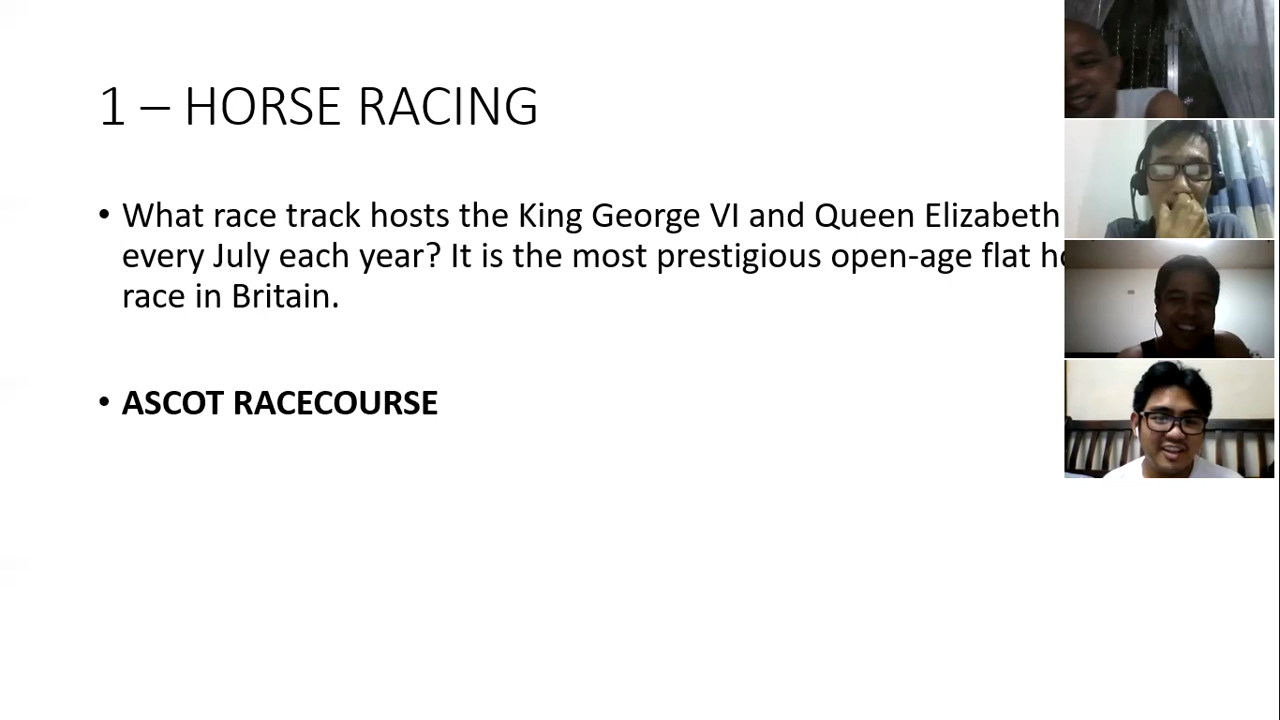 1 – HORSE RACING
• What race track hosts the King George VI and Queen Elizabeth
every July each year? It is the most prestigious open-age flat
race in Britain.
• ASCOT RACECOURSE